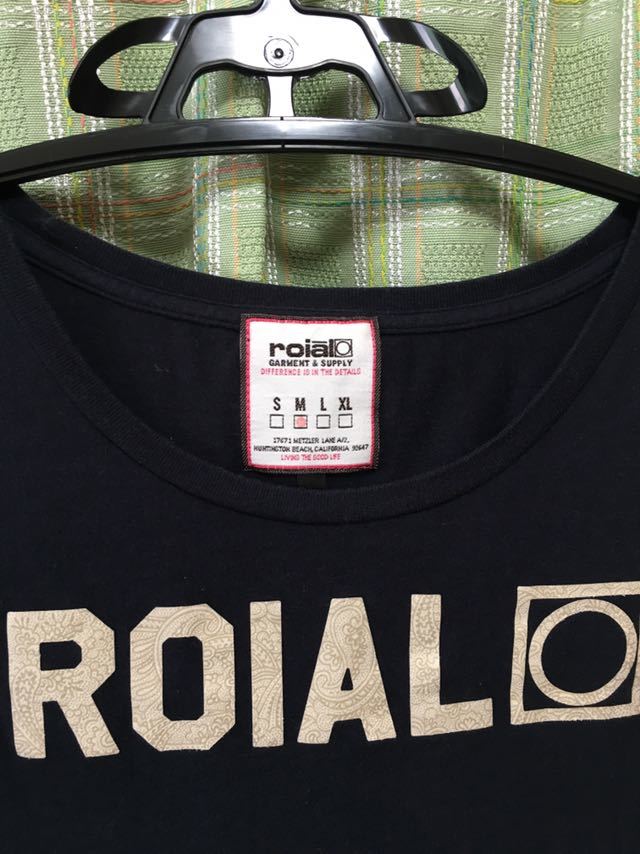 roial
GARMENT & SUPPLY
DIFFERENCE IS IN THE DETAILS
S M L XL
17671 METZLER LANE A/2,
HUNTINGTON BEACH, CALIFORNIA 92647
LIVING THE GOOD LIFE
ROIAL